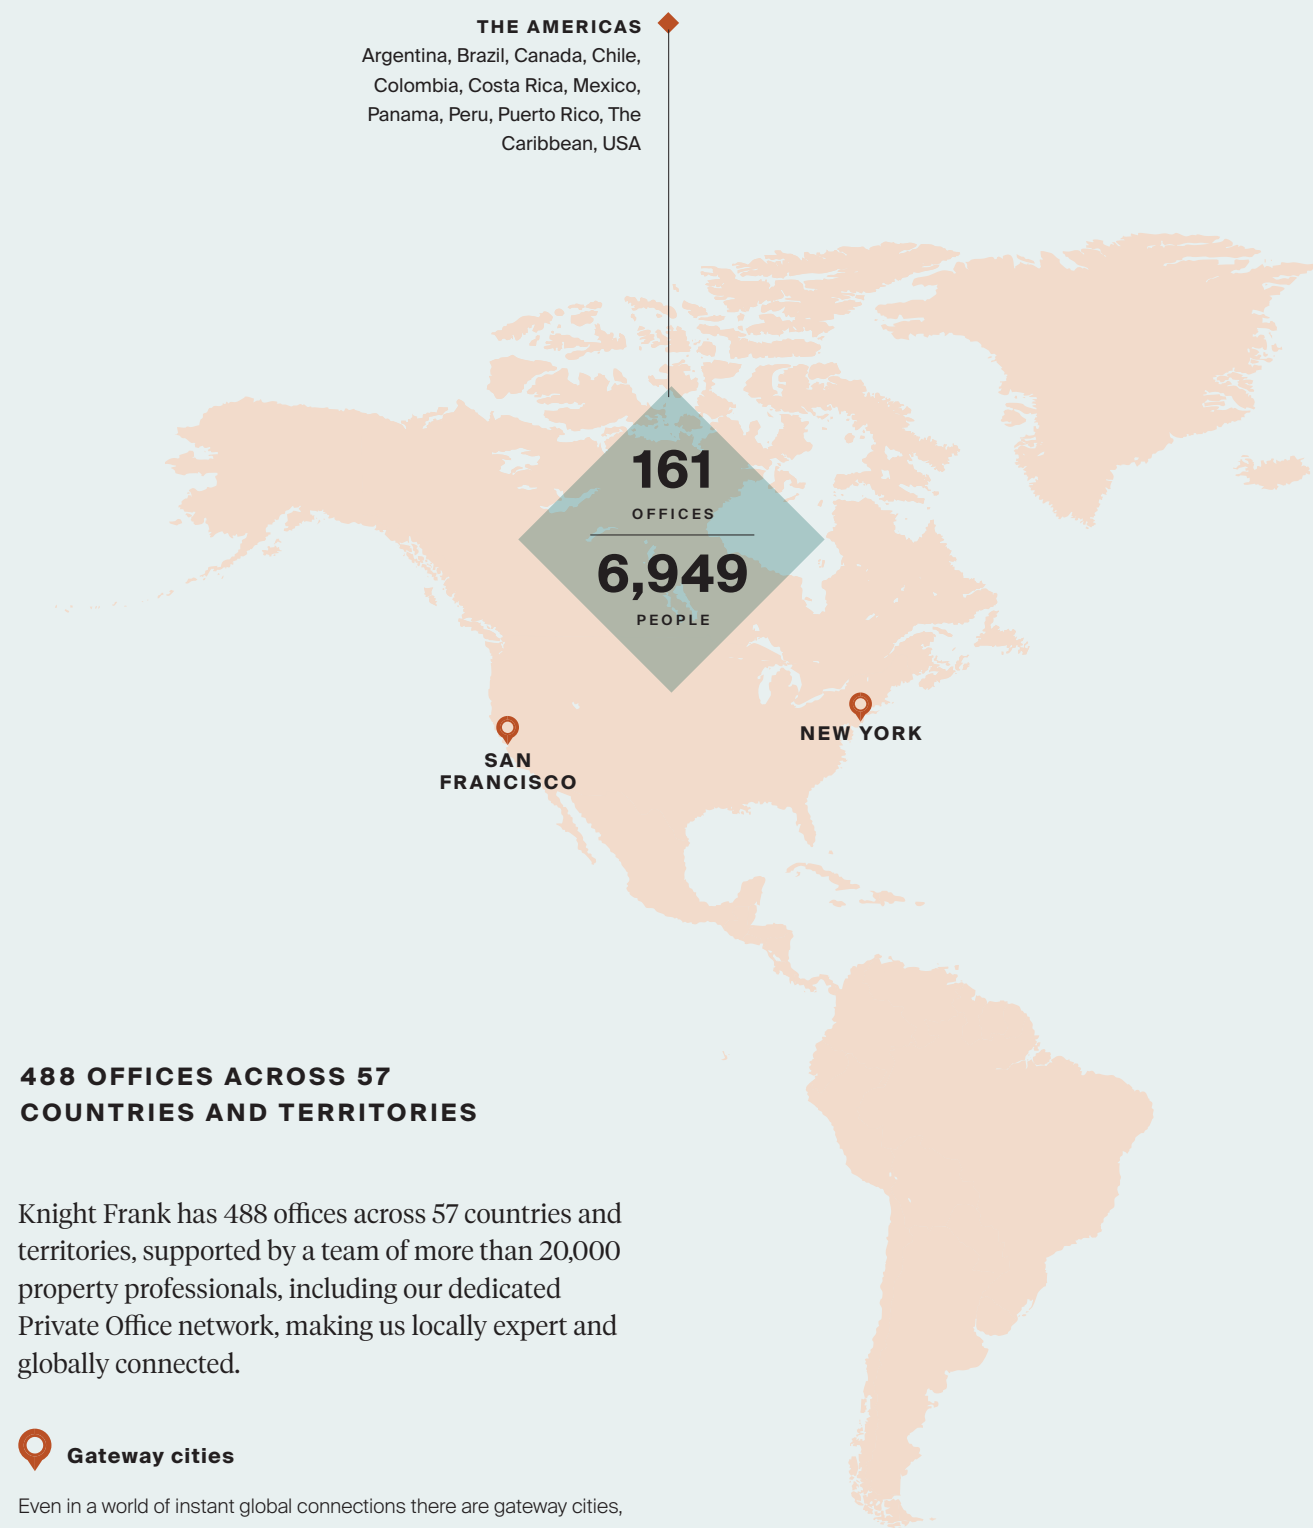 THE AMERICAS
Argentina, Brazil, Canada, Chile,
Colombia, Costa Rica, Mexico,
Panama, Peru, Puerto Rico, The
Caribbean, USA
161
OFFICES
6,949
PEOPLE
NEW YORK
SAN
FRANCISCO
488 OFFICES ACROSS 57
COUNTRIES AND TERRITORIES
Knight Frank has 488 offices across 57 countries and
territories, supported by a team of more than 20,000
property professionals, including our dedicated
Private Office network, making us locally expert and
globally connected.
Gateway cities
Even in a world of instant global connections there are gateway cities,